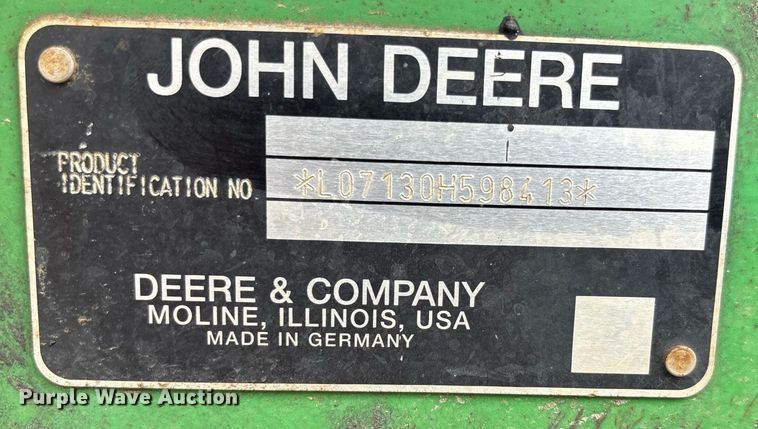 JOHN DEERE
PRODUCT
IDENTIFICATION NO
*L07130H598413*
DEERE & COMPANY
MOLINE, ILLINOIS, USA
MADE IN GERMANY
Purple Wave Auction